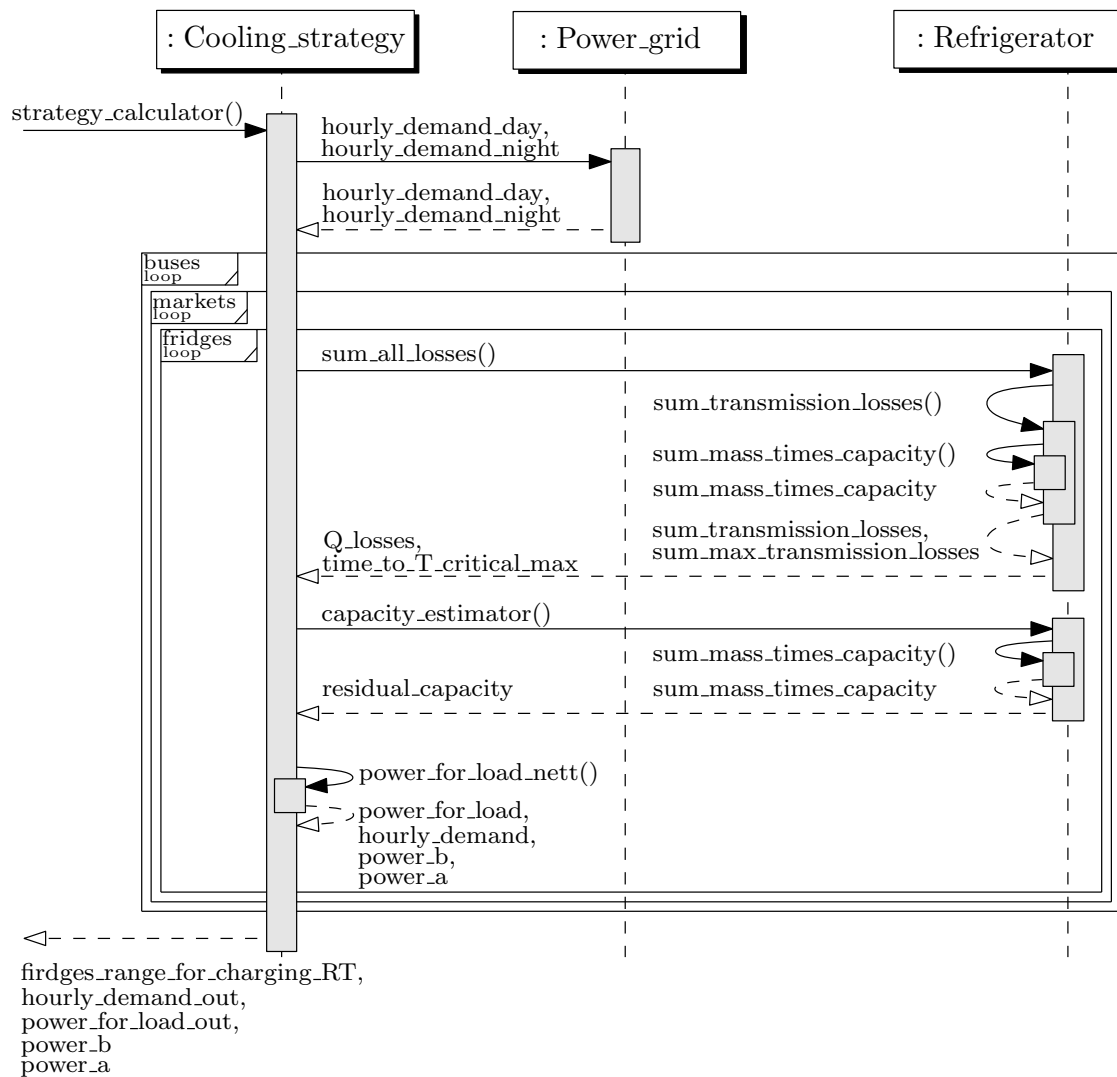 : Cooling_strategy
: Power_grid
: Refrigerator
strategy_calculator()
hourly_demand_day,
hourly_demand_night
hourly_demand_day,
hourly_demand_night
buses
loop
markets
loop
fridges
loop
sum_all_losses()
sum_transmission_losses()
sum_mass_times_capacity()
sum_mass_times_capacity
sum_transmission_losses,
sum_max_transmission_losses
Q_losses,
time_to_T_critical_max
capacity_estimator()
sum_mass_times_capacity()
sum_mass_times_capacity
residual_capacity
power_for_load_nett()
power_for_load,
hourly_demand,
power_b,
power_a
firdges_range_for_charging_RT,
hourly_demand_out,
power_for_load_out,
power_b
power_a